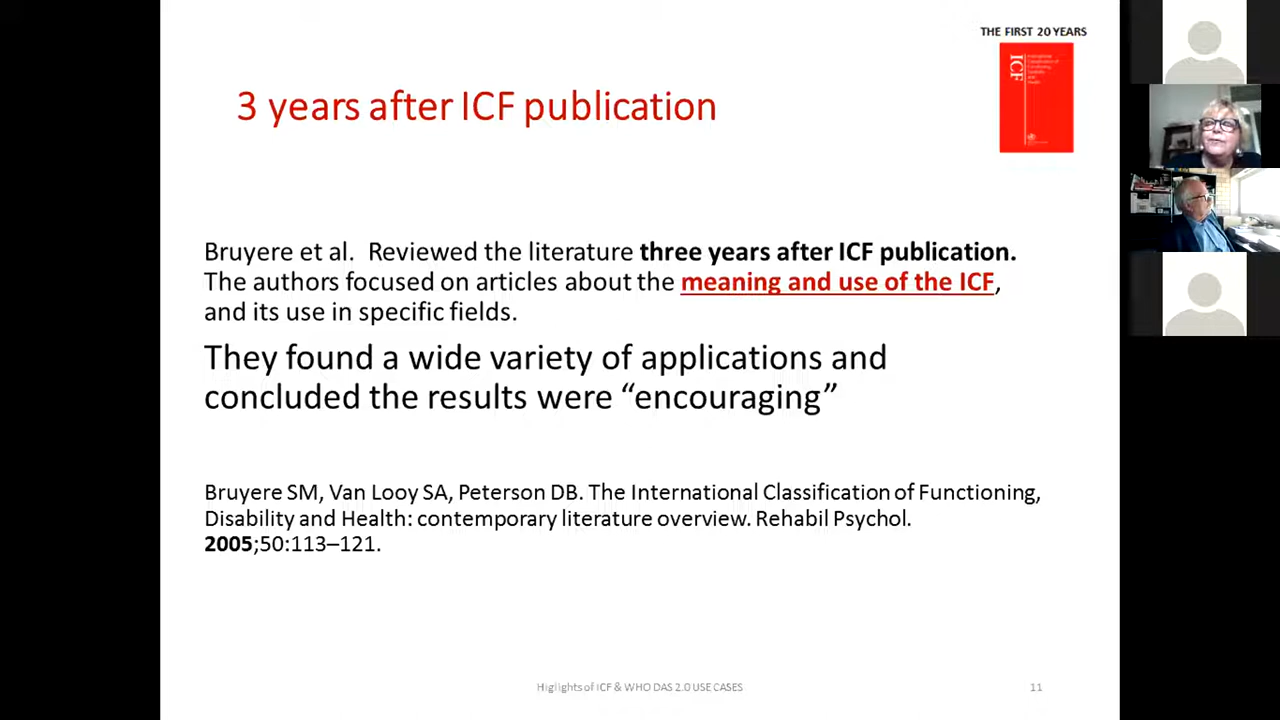 THE FIRST 20 YEARS
ICF
3 years after ICF publication
Bruyere et al. Reviewed the literature three years after ICF publication.
The authors focused on articles about the meaning and use of the ICF,
and its use in specific fields.
They found a wide variety of applications and
concluded the results were “encouraging”
Bruyere SM, Van Looy SA, Peterson DB. The International Classification of Functioning,
Disability and Health: contemporary literature overview. Rehabil Psychol.
2005;50:113–121.
Higlights of ICF & WHO DAS 2.0 USE CASES
11